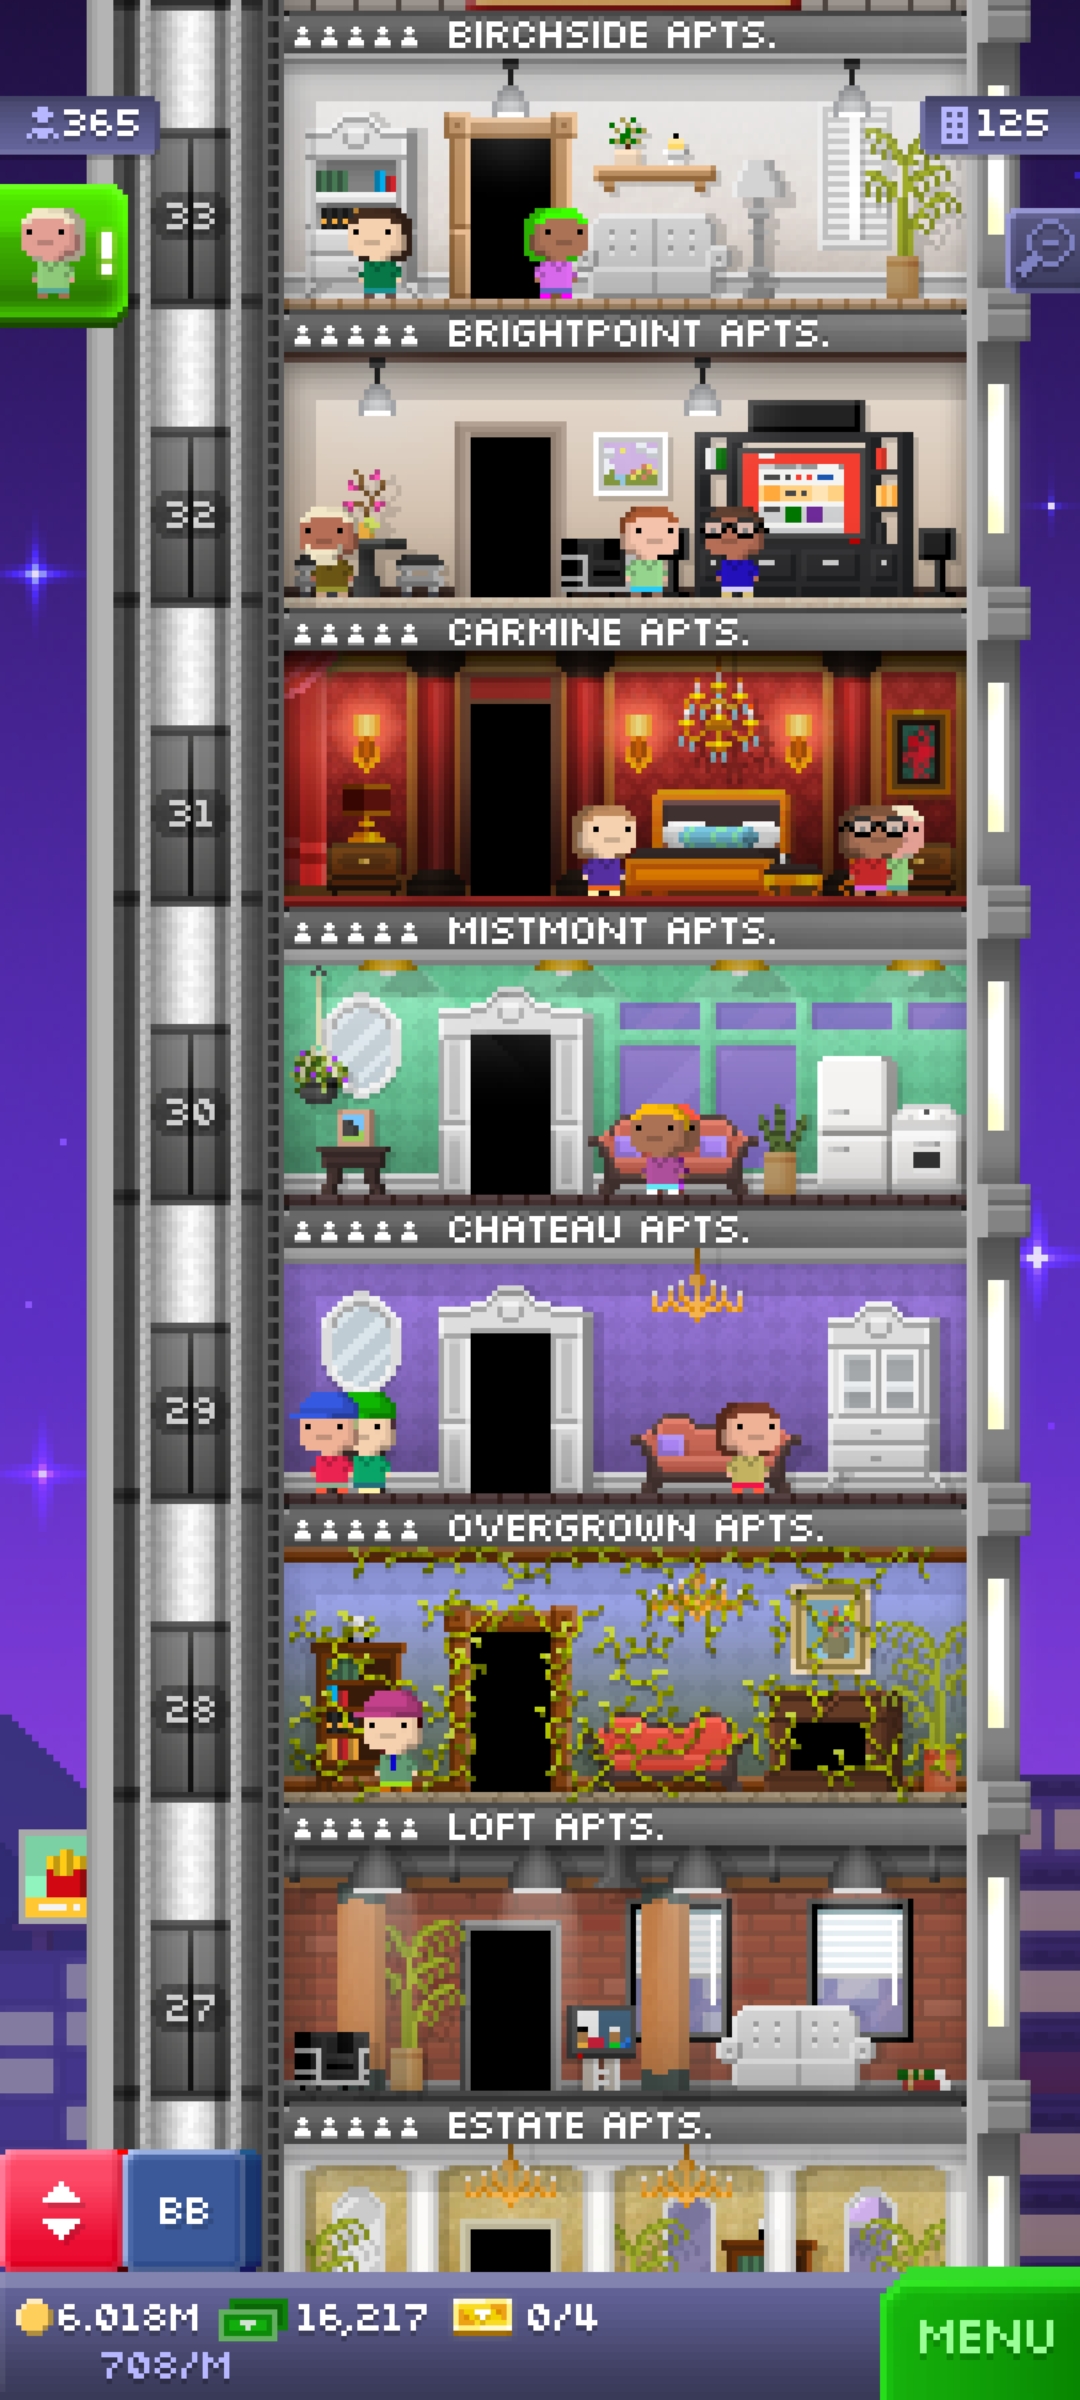 BIRCHSIDE APTS.
365
125
!
33
BRIGHTPOINT APTS.
32
CARMINE APTS.
31
MISTMONT APTS.
30
CHATEAU APTS.
29
OVERGROWN APTS.
28
LOFT APTS.
27
ESTATE APTS.
BB
6.018M 16,217 0/4
708/M
MENU